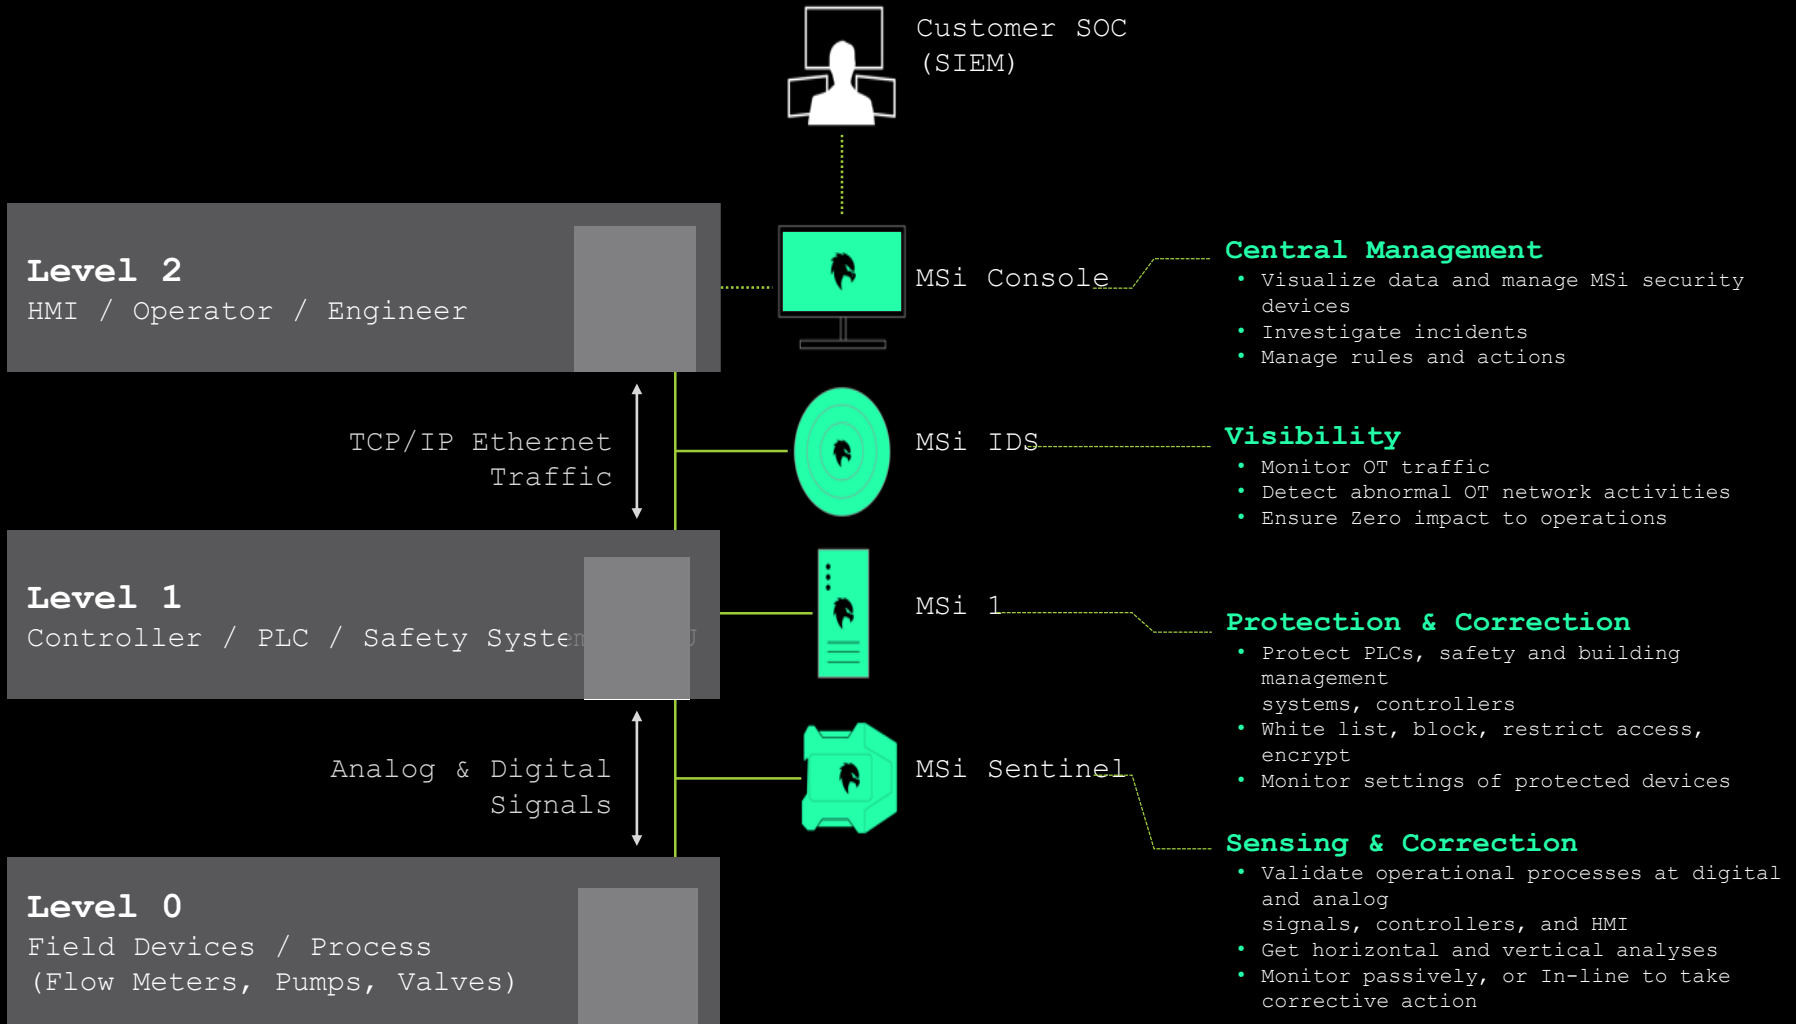 Customer SOC
(SIEM)
Level 2
HMI / Operator / Engineer
MSi Console
Central Management
• Visualize data and manage MSi security
devices
• Investigate incidents
• Manage rules and actions
TCP/IP Ethernet
Traffic
MSi IDS
Visibility
• Monitor OT traffic
• Detect abnormal OT network activities
• Ensure Zero impact to operations
Level 1
Controller / PLC / Safety System
MSi 1
Protection & Correction
• Protect PLCs, safety and building
management
systems, controllers
• White list, block, restrict access,
encrypt
• Monitor settings of protected devices
Analog & Digital
Signals
MSi Sentinel
Sensing & Correction
• Validate operational processes at digital
and analog
signals, controllers, and HMI
• Get horizontal and vertical analyses
• Monitor passively, or In-line to take
corrective action
Level 0
Field Devices / Process
(Flow Meters, Pumps, Valves)